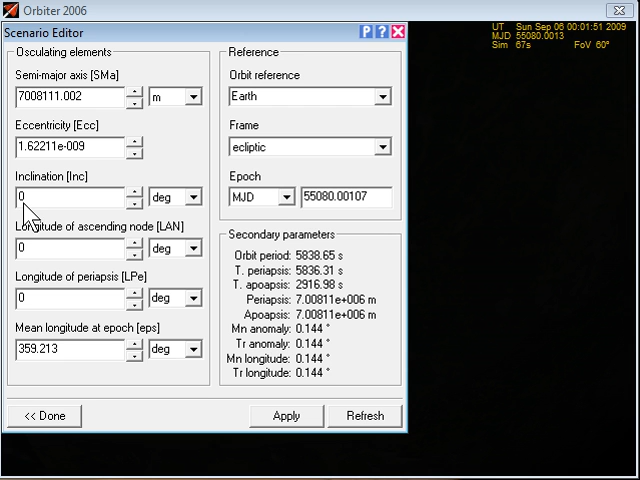 Orbiter 2006
UT Sun Sep 06 00:01:51 2009
MJD 55080.0013
Sim 67s FoV 60°
Scenario Editor
P ?
Osculating elements
Semi-major axis [SMa]
7008111.002 m
Eccentricity [Ecc]
1.62211e-009
Inclination [Inc]
0 deg
Longitude of ascending node [LAN]
0 deg
Longitude of periapsis [LPe]
0 deg
Mean longitude at epoch [eps]
359.213 deg
Reference
Orbit reference
Earth
Frame
ecliptic
Epoch
MJD 55080.00107
Secondary parameters
Orbit period: 5838.65 s
T. periapsis: 5836.31 s
T. apoapsis: 2916.98 s
Periapsis: 7.00811e+006 m
Apoapsis: 7.00811e+006 m
Mn anomaly: 0.144 °
Tr anomaly: 0.144 °
Mn longitude: 0.144 °
Tr longitude: 0.144 °
<< Done
Apply
Refresh